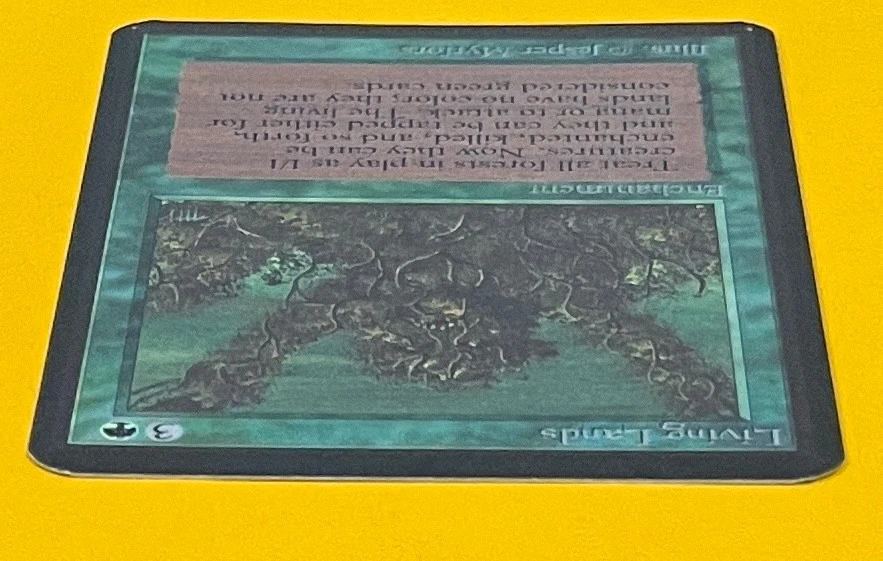 Living Lands 3
Enchantment
Treat all forests in play as 1/1
creatures. Now they can be
enchanted, killed, and so forth,
and they can be tapped either for
mana or to attack. The living
lands have no color; they are not
considered green cards.
Illus. © Jesper Myrfors